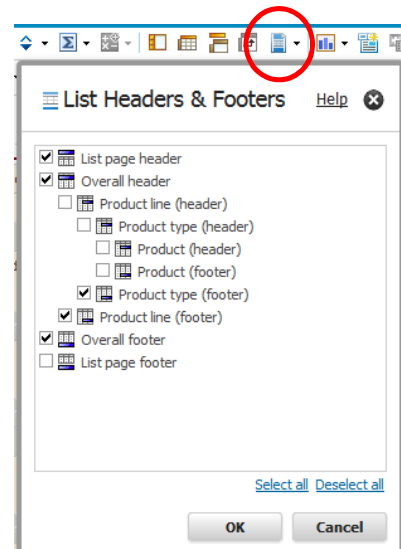 List Headers & Footers Help
List page header
Overall header
Product line (header)
Product type (header)
Product (header)
Product (footer)
Product type (footer)
Product line (footer)
Overall footer
List page footer
Select all Deselect all
OK Cancel